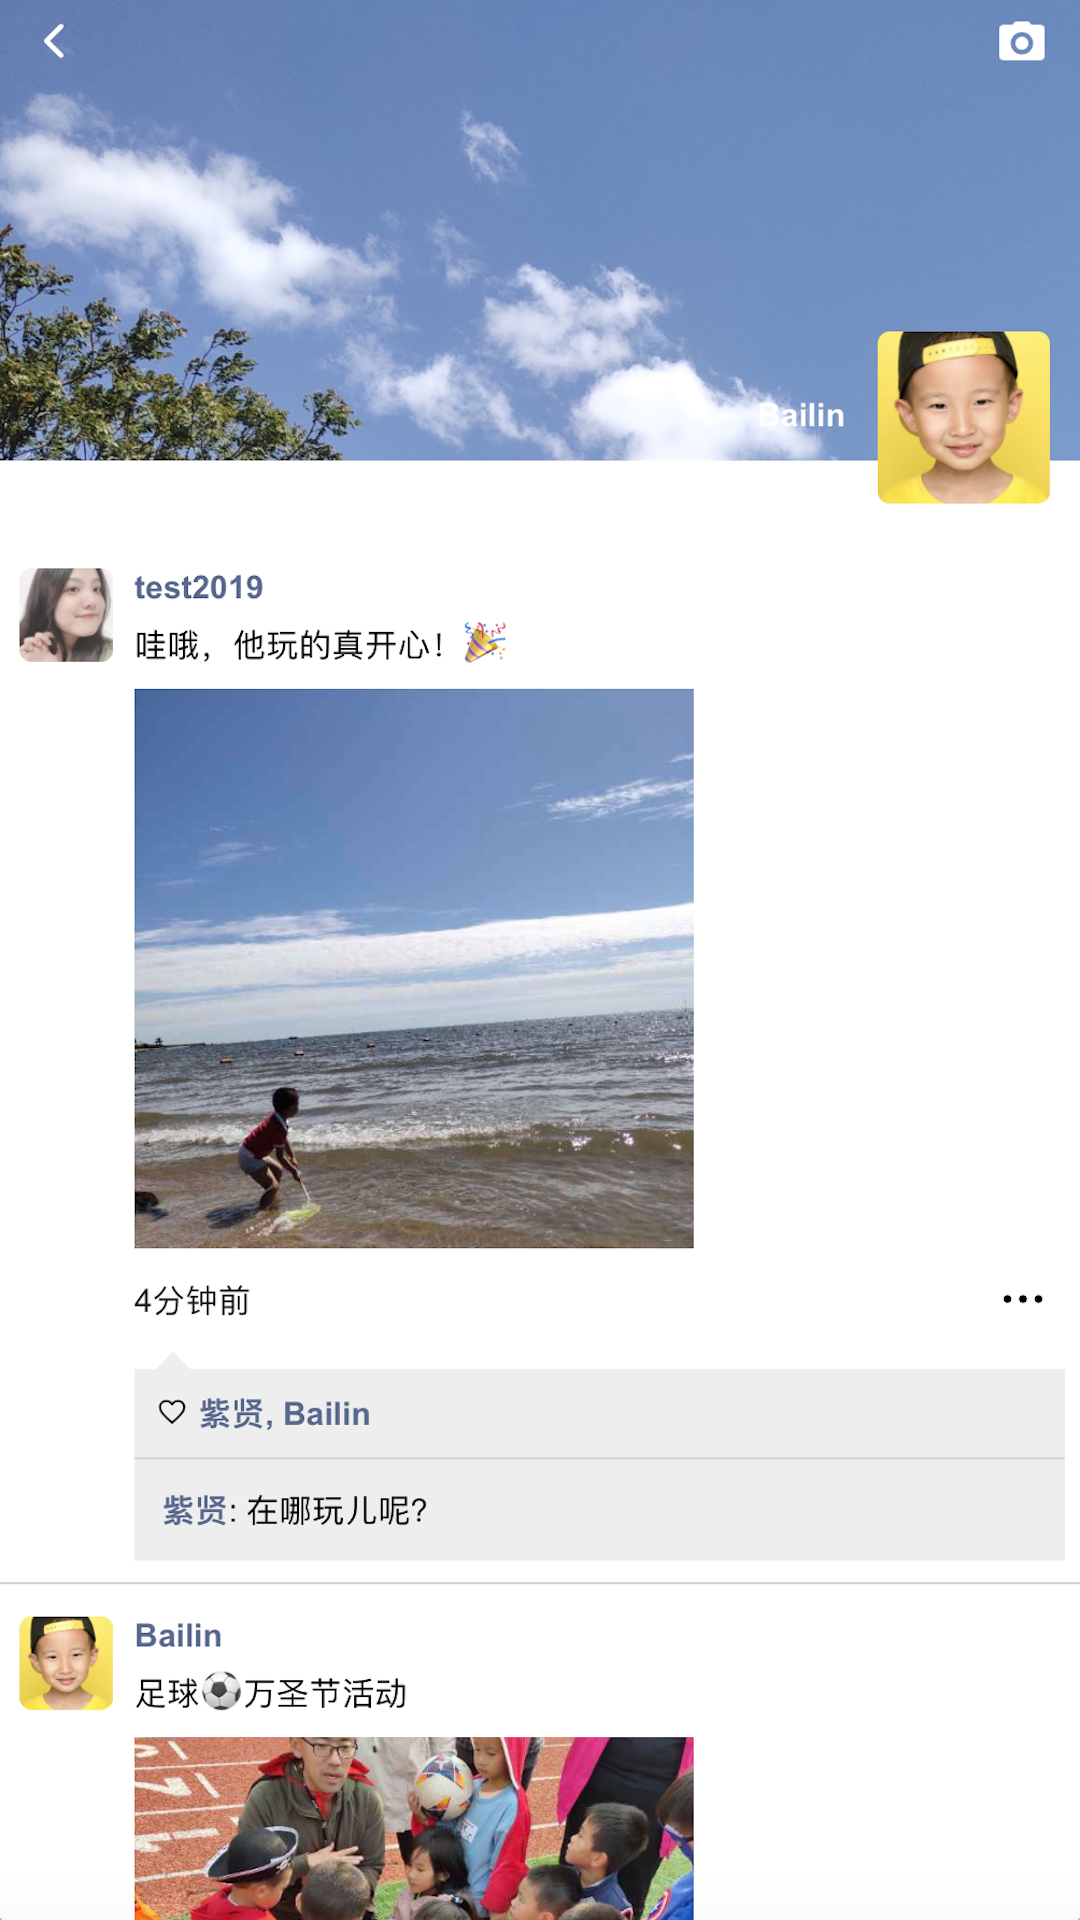 Bailin
test2019
哇哦，他玩的真开心！🎉
4分钟前
紫贤, Bailin
紫贤: 在哪玩儿呢?
Bailin
足球⚽万圣节活动